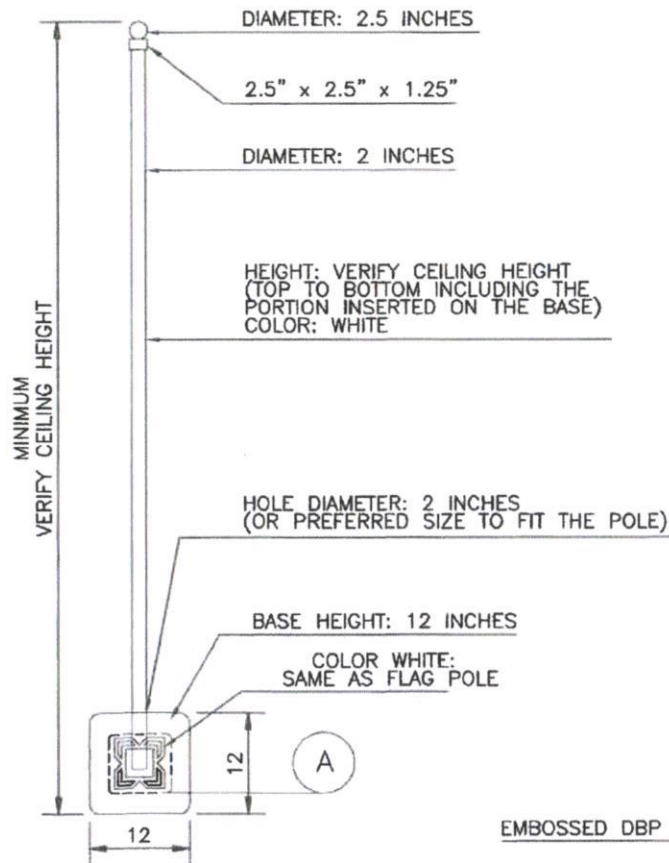 DIAMETER: 2.5 INCHES
2.5" x 2.5" x 1.25"
DIAMETER: 2 INCHES
HEIGHT: VERIFY CEILING HEIGHT
(TOP TO BOTTOM INCLUDING THE
PORTION INSERTED ON THE BASE)
COLOR: WHITE
MINIMUM
VERIFY CEILING HEIGHT
HOLE DIAMETER: 2 INCHES
(OR PREFERRED SIZE TO FIT THE POLE)
BASE HEIGHT: 12 INCHES
COLOR WHITE:
SAME AS FLAG POLE
12
A
12
EMBOSSED DBP